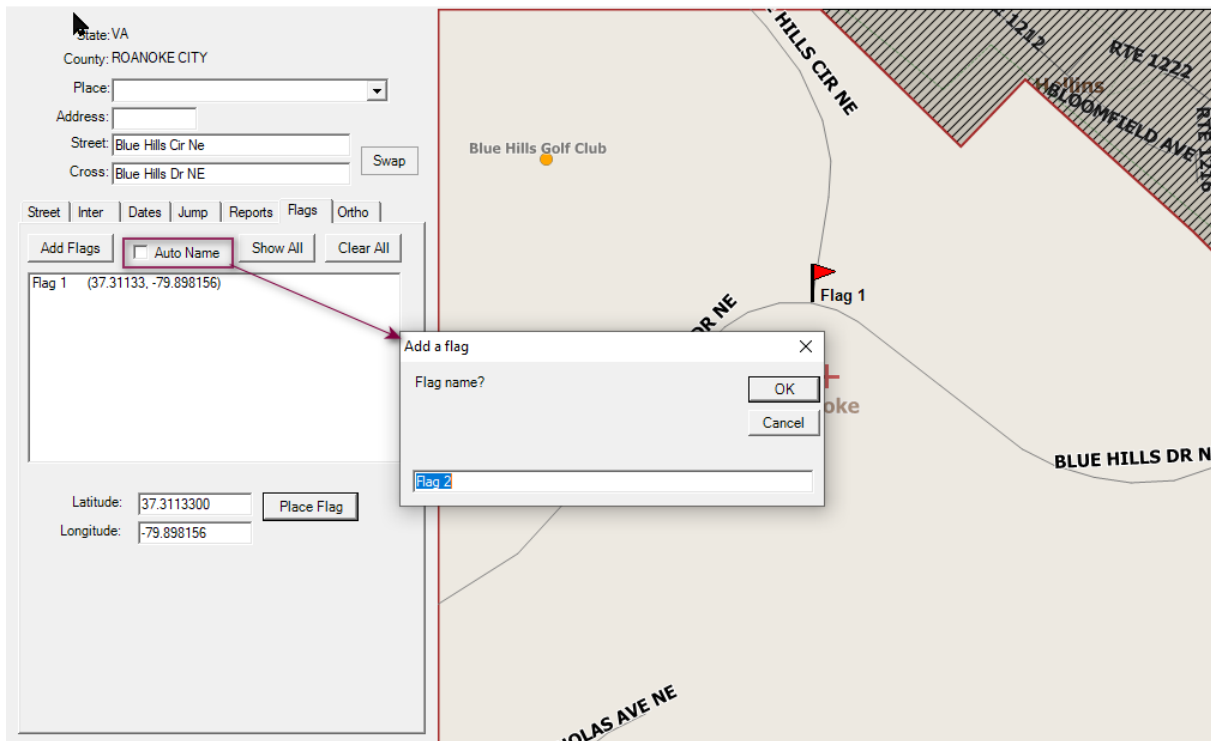 State: VA
County: ROANOKE CITY
Place:
Address:
Street: Blue Hills Cir Ne
Cross: Blue Hills Dr NE
Swap
Street Inter Dates Jump Reports Flags Ortho
Add Flags Auto Name Show All Clear All
Flag 1 (37.31133, -79.898156)
Latitude: 37.3113300
Longitude: -79.898156
Place Flag
HILLS CIR NE
1212
RTE 1222
Hollins
BLOOMFIELD AVE
RTE 1216
Blue Hills Golf Club
Flag 1
DR NE
Add a flag
Flag name?
OK
Cancel
Flag 2
oke
BLUE HILLS DR N
HOLAS AVE NE